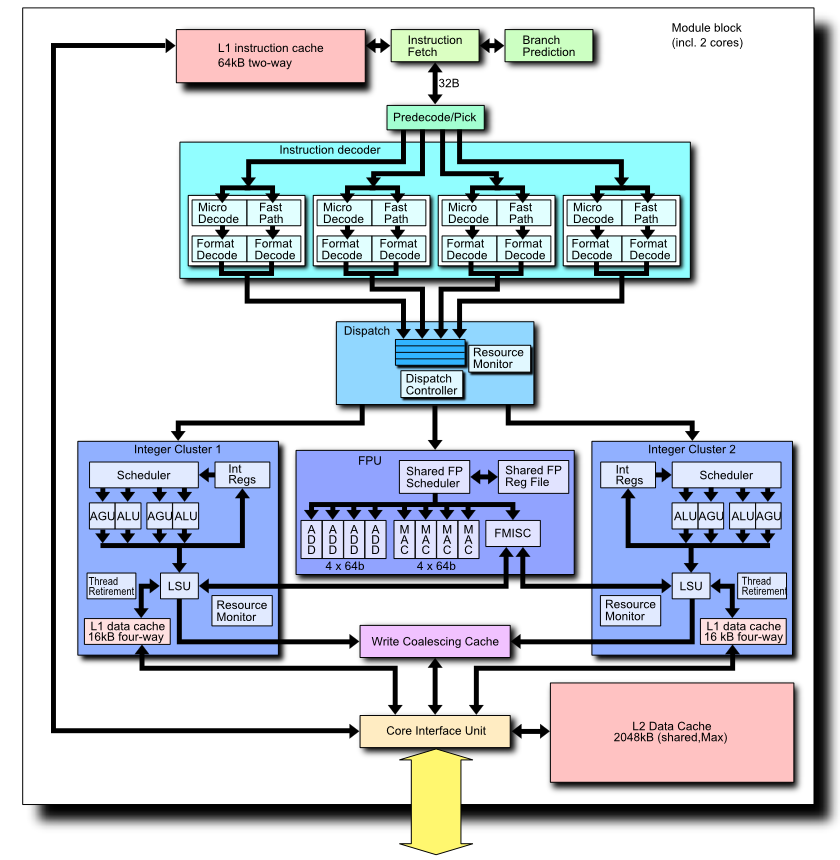 Module block
(incl. 2 cores)
L1 instruction cache
64kB two-way
Instruction
Fetch
Branch
Prediction
32B
Predecode/Pick
Instruction decoder
Micro
Decode
Fast
Path
Format
Decode
Format
Decode
Micro
Decode
Fast
Path
Format
Decode
Format
Decode
Micro
Decode
Fast
Path
Format
Decode
Format
Decode
Micro
Decode
Fast
Path
Format
Decode
Format
Decode
Dispatch
Resource
Monitor
Dispatch
Controller
Integer Cluster 1
Scheduler
Int
Regs
AGU
ALU
AGU
ALU
Thread
Retirement
LSU
Resource
Monitor
L1 data cache
16kB four-way
FPU
Shared FP
Scheduler
Shared FP
Reg File
ADD
ADD
ADD
ADD
4 x 64b
MAC
MAC
MAC
MAC
4 x 64b
FMISC
Integer Cluster 2
Int
Regs
Scheduler
ALU
AGU
ALU
AGU
LSU
Thread
Retirement
Resource
Monitor
L1 data cache
16 kB four-way
Write Coalescing Cache
Core Interface Unit
L2 Data Cache
2048kB (shared,Max)